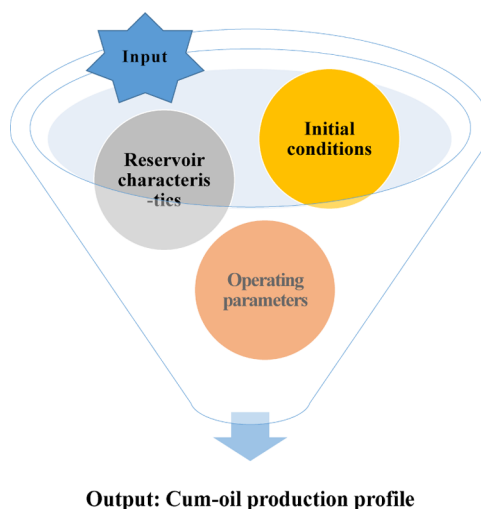 Input
Initial
conditions
Reservoir
characteris
-tics
Operating
parameters
Output: Cum-oil production profile